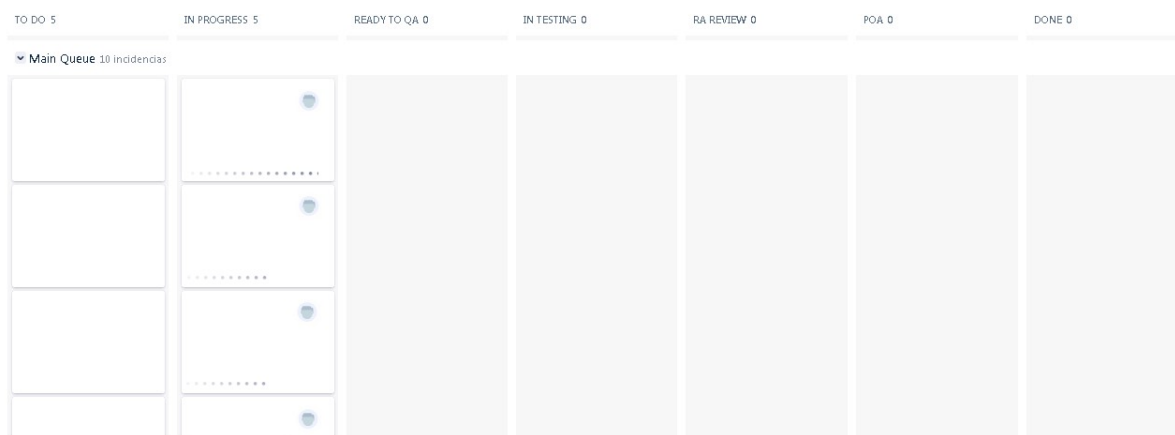 TO DO 5
IN PROGRESS 5
READY TO QA 0
IN TESTING 0
RA REVIEW 0
POA 0
DONE 0
Main Queue 10 incidencias